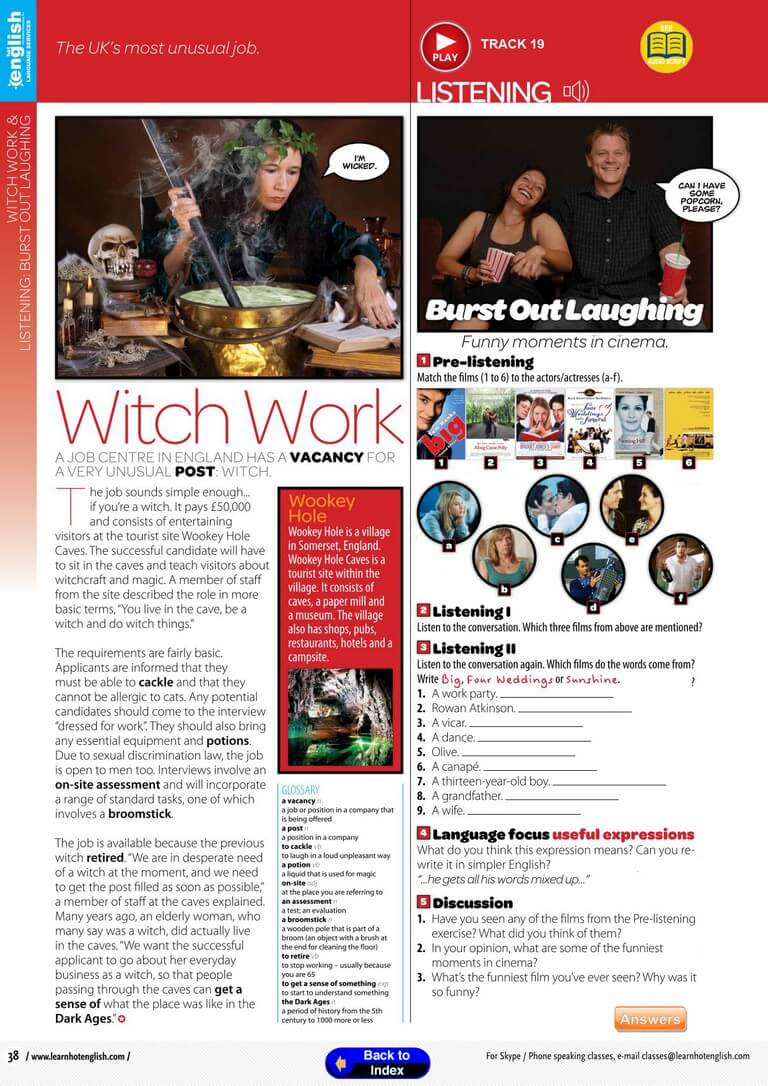 The UK's most unusual job.
english
LANGUAGE SERVICES
WITCH WORK &
LISTENING: BURST OUT LAUGHING
I'M
WICKED.
Witch Work
A JOB CENTRE IN ENGLAND HAS A VACANCY FOR
A VERY UNUSUAL POST: WITCH.
The job sounds simple enough...
if you're a witch. It pays £50,000
and consists of entertaining
visitors at the tourist site Wookey Hole
Caves. The successful candidate will have
to sit in the caves and teach visitors about
witchcraft and magic. A member of staff
from the site described the role in more
basic terms, "You live in the cave, be a
witch and do witch things."
The requirements are fairly basic.
Applicants are informed that they
must be able to cackle and that they
cannot be allergic to cats. Any potential
candidates should come to the interview
"dressed for work". They should also bring
any essential equipment and potions.
Due to sexual discrimination law, the job
is open to men too. Interviews involve an
on-site assessment and will incorporate
a range of standard tasks, one of which
involves a broomstick.
The job is available because the previous
witch retired. "We are in desperate need
of a witch at the moment, and we need
to get the post filled as soon as possible,"
a member of staff at the caves explained.
Many years ago, an elderly woman, who
many say was a witch, did actually live
in the caves. "We want the successful
applicant to go about her everyday
business as a witch, so that people
passing through the caves can get a
sense of what the place was like in the
Dark Ages."
Wookey
Hole
Wookey Hole is a village
in Somerset, England.
Wookey Hole Caves is a
tourist site within the
village. It consists of
caves, a paper mill and
a museum. The village
also has shops, pubs,
restaurants, hotels and a
campsite.
GLOSSARY
a vacancy n
a job or position in a company that
is being offered
a post n
a position in a company
to cackle vb
to laugh in a loud unpleasant way
a potion vb
a liquid that is used for magic
on-site adj
at the place you are referring to
an assessment n
a test; an evaluation
a broomstick n
a wooden pole that is part of a
broom (an object with a brush at
the end for cleaning the floor)
to retire vb
to stop working – usually because
you are 65
to get a sense of something exp
to start to understand something
the Dark Ages n
a period of history from the 5th
century to 1000 more or less
PLAY
TRACK 19
SEE
AUDIO SCRIPT
LISTENING
CAN I HAVE
SOME
POPCORN,
PLEASE?
Burst Out Laughing
Funny moments in cinema.
1 Pre-listening
Match the films (1 to 6) to the actors/actresses (a-f).
big
Along Came Polly
Notting Hill
1 2 3 4 5 6
a
b
c
d
e
f
2 Listening I
Listen to the conversation. Which three films from above are mentioned?
3 Listening II
Listen to the conversation again. Which films do the words come from?
Write Big, Four Weddings or Sunshine. ?
1. A work party.
2. Rowan Atkinson.
3. A vicar.
4. A dance.
5. Olive.
6. A canapé.
7. A thirteen-year-old boy.
8. A grandfather.
9. A wife.
4 Language focus useful expressions
What do you think this expression means? Can you re-
write it in simpler English?
"...he gets all his words mixed up..."
5 Discussion
1. Have you seen any of the films from the Pre-listening
exercise? What did you think of them?
2. In your opinion, what are some of the funniest
moments in cinema?
3. What's the funniest film you've ever seen? Why was it
so funny?
Answers
38 / www.learnhotenglish.com /
Back to
Index
For Skype / Phone speaking classes, e-mail classes@learnhotenglish.com